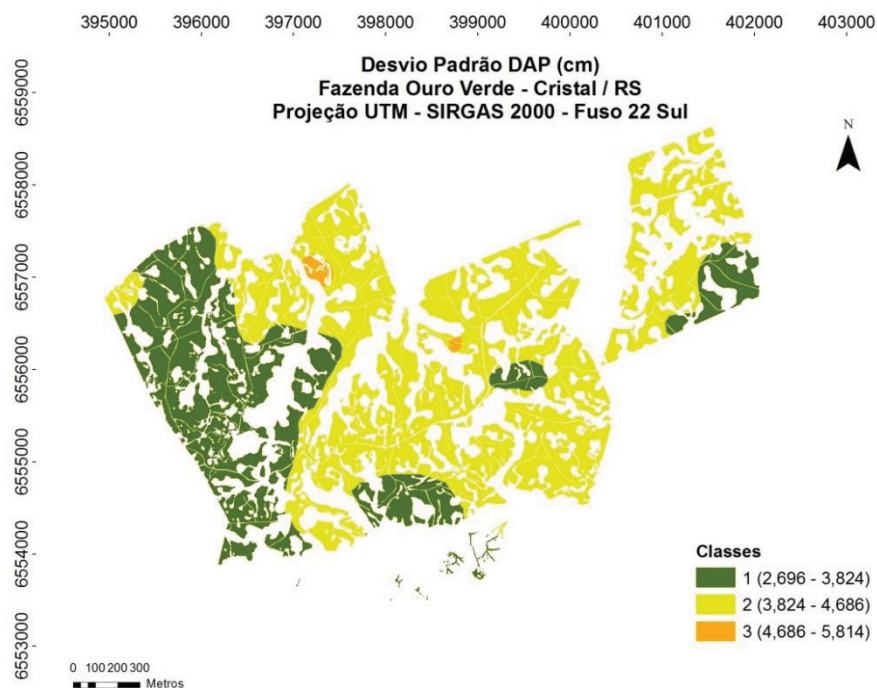 395000 396000 397000 398000 399000 400000 401000 402000 403000
Desvio Padrão DAP (cm)
Fazenda Ouro Verde - Cristal / RS
Projeção UTM - SIRGAS 2000 - Fuso 22 Sul
N
6559000
6558000
6557000
6556000
6555000
6554000
6553000
Classes
1 (2,696 - 3,824)
2 (3,824 - 4,686)
3 (4,686 - 5,814)
0 100 200 300
Metros